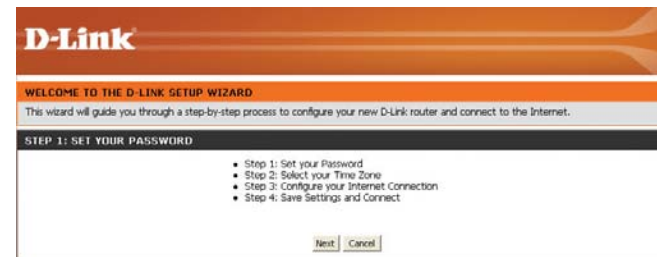 D-Link
WELCOME TO THE D-LINK SETUP WIZARD
This wizard will guide you through a step-by-step process to configure your new D-Link router and connect to the Internet.
STEP 1: SET YOUR PASSWORD
• Step 1: Set your Password
• Step 2: Select your Time Zone
• Step 3: Configure your Internet Connection
• Step 4: Save Settings and Connect
Next Cancel